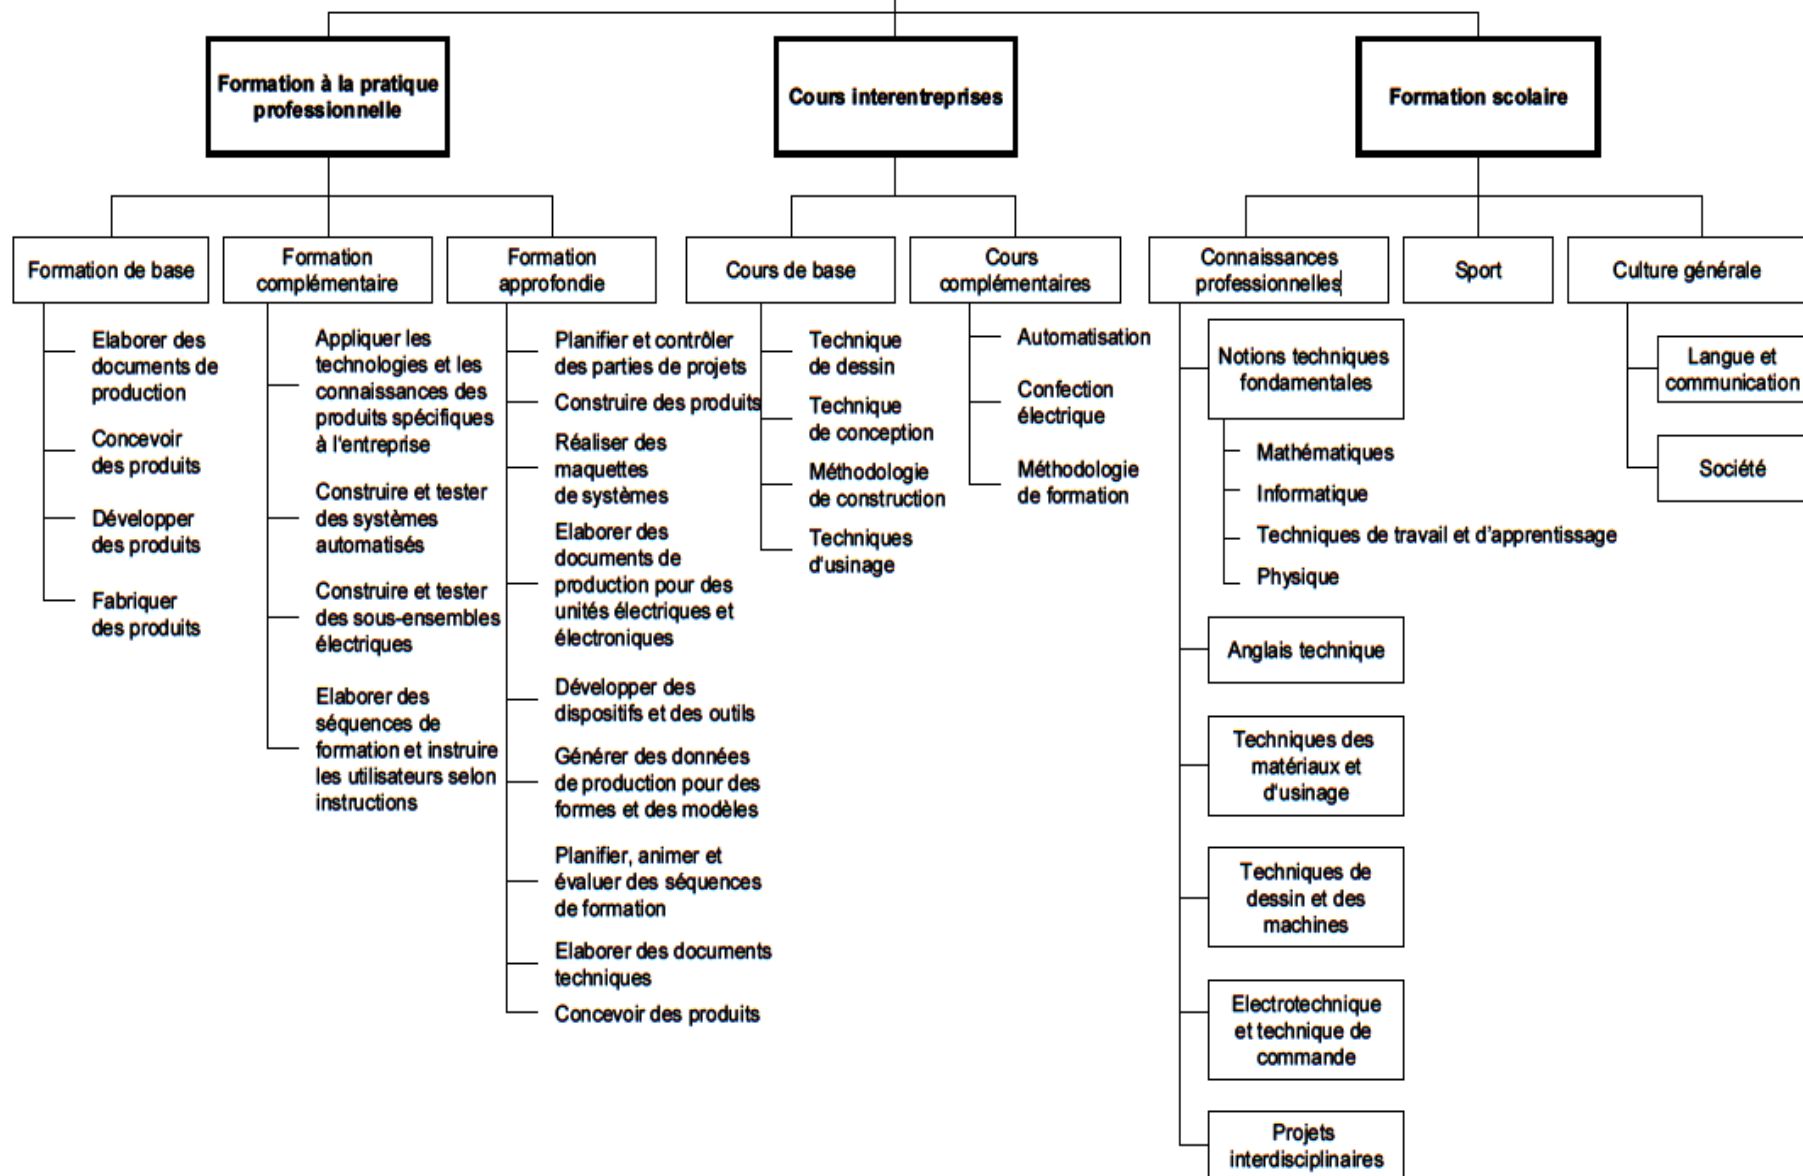 Formation à la pratique
professionnelle
Cours interentreprises
Formation scolaire
Formation de base
Formation
complémentaire
Formation
approfondie
Cours de base
Cours
complémentaires
Connaissances
professionnelles
Sport
Culture générale
Elaborer des
documents de
production
Concevoir
des produits
Développer
des produits
Fabriquer
des produits
Appliquer les
technologies et les
connaissances des
produits spécifiques
à l'entreprise
Construire et tester
des systèmes
automatisés
Construire et tester
des sous-ensembles
électriques
Elaborer des
séquences de
formation et instruire
les utilisateurs selon
instructions
Planifier et contrôler
des parties de projets
Construire des produits
Réaliser des
maquettes
de systèmes
Elaborer des
documents de
production pour des
unités électriques et
électroniques
Développer des
dispositifs et des outils
Générer des données
de production pour des
formes et des modèles
Planifier, animer et
évaluer des séquences
de formation
Elaborer des documents
techniques
Concevoir des produits
Technique
de dessin
Technique
de conception
Méthodologie
de construction
Techniques
d'usinage
Automatisation
Confection
électrique
Méthodologie
de formation
Notions techniques
fondamentales
Mathématiques
Informatique
Techniques de travail et d'apprentissage
Physique
Anglais technique
Techniques des
matériaux et
d'usinage
Techniques de
dessin et des
machines
Electrotechnique
et technique de
commande
Projets
interdisciplinaires
Langue et
communication
Société